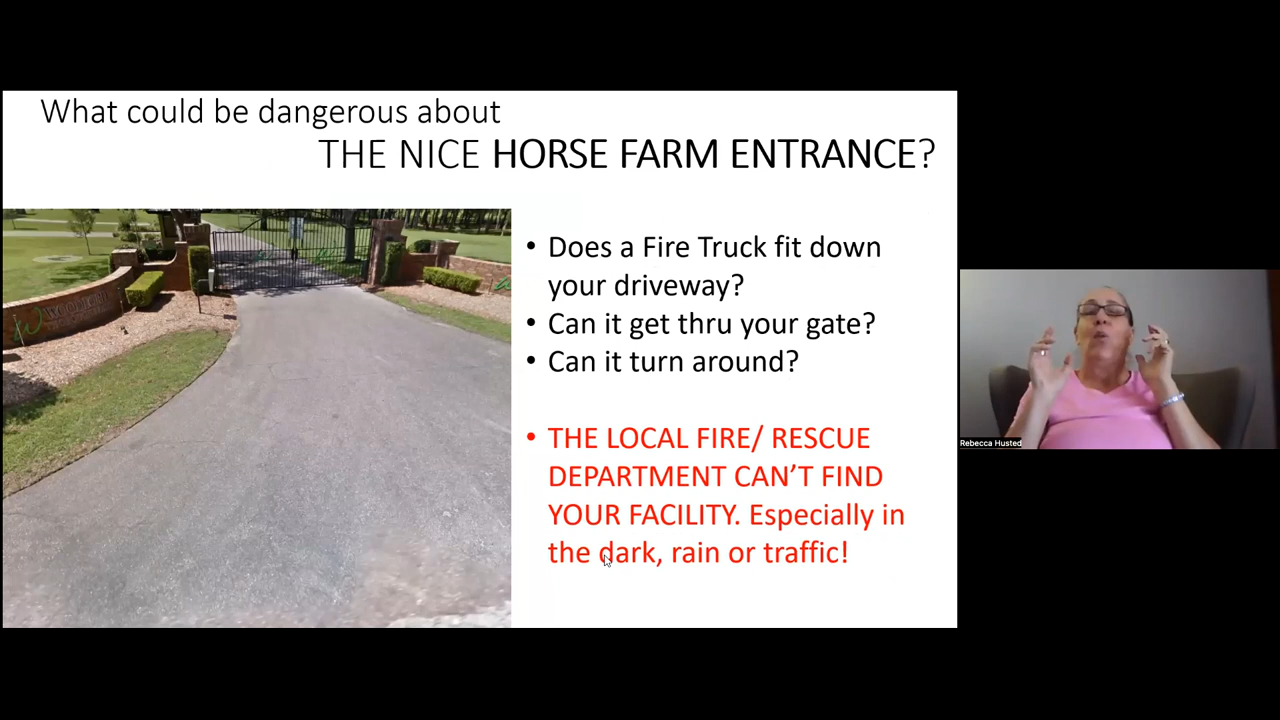 What could be dangerous about
THE NICE HORSE FARM ENTRANCE?
• Does a Fire Truck fit down
your driveway?
• Can it get thru your gate?
• Can it turn around?
• THE LOCAL FIRE/ RESCUE
DEPARTMENT CAN’T FIND
YOUR FACILITY. Especially in
the dark, rain or traffic!
Rebecca Husted